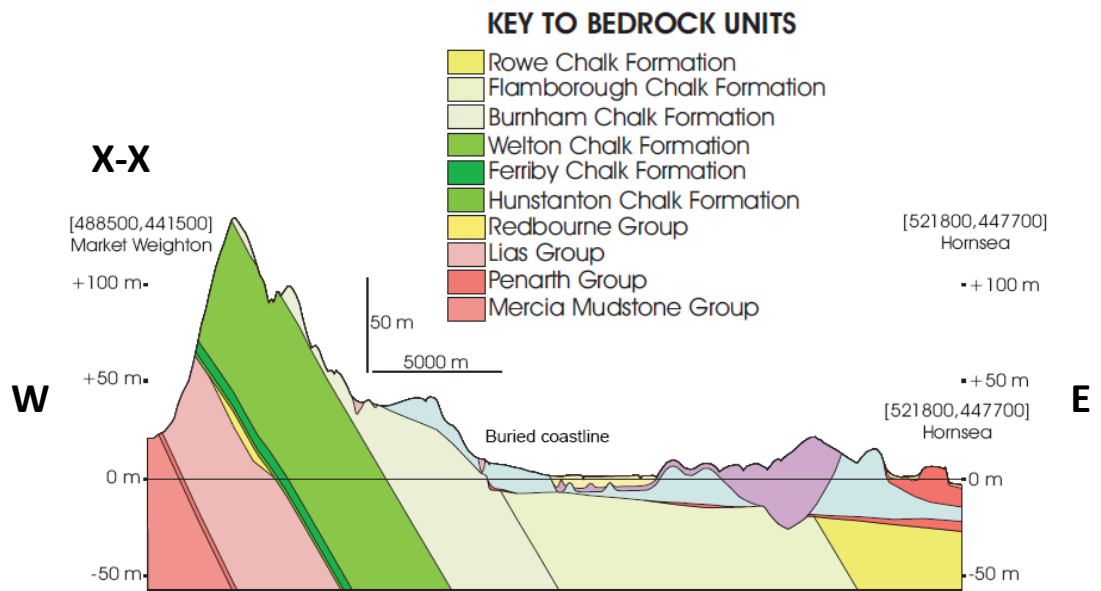 KEY TO BEDROCK UNITS
Rowe Chalk Formation
Flamborough Chalk Formation
Burnham Chalk Formation
Welton Chalk Formation
Ferriby Chalk Formation
Hunstanton Chalk Formation
Redbourne Group
Lias Group
Penarth Group
Mercia Mudstone Group
X-X
[488500,441500]
Market Weighton
[521800,447700]
Hornsea
+100 m
+100 m
50 m
5000 m
+50 m
+50 m
W
E
[521800,447700]
Hornsea
Buried coastline
0 m
0 m
-50 m
-50 m